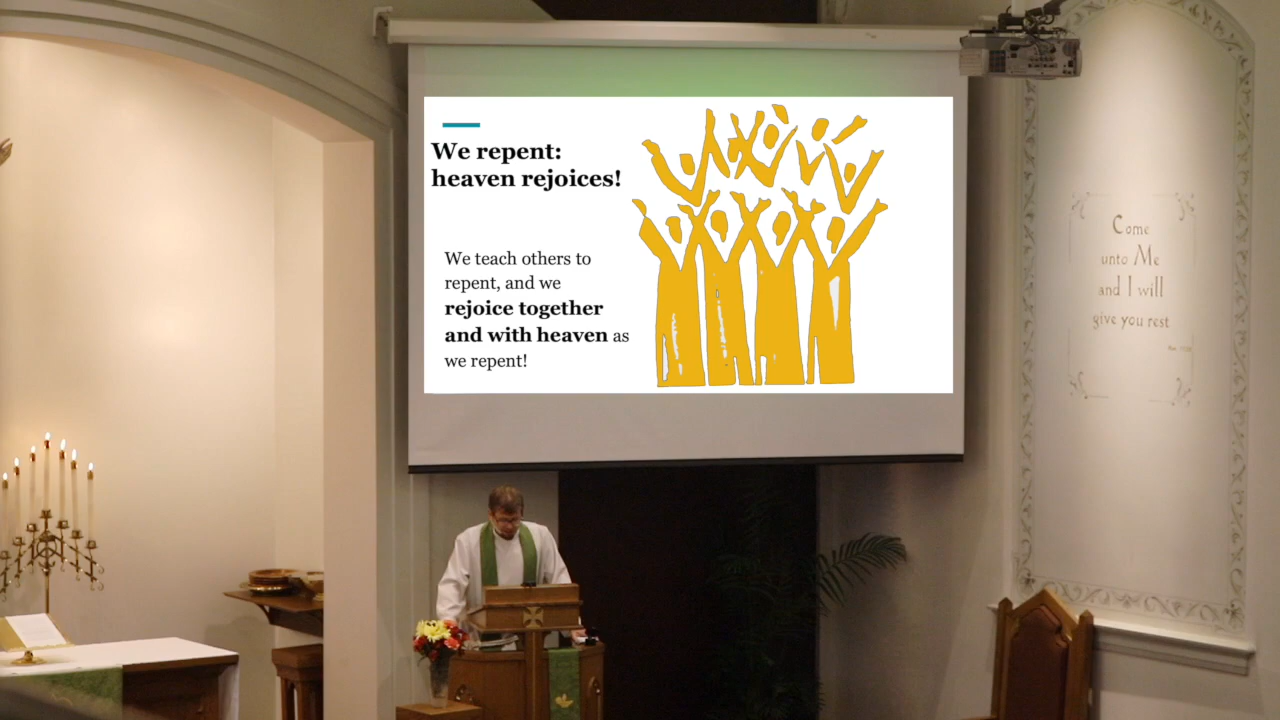 We repent:
heaven rejoices!
We teach others to
repent, and we
rejoice together
and with heaven as
we repent!
Come
unto Me
and I will
give you rest